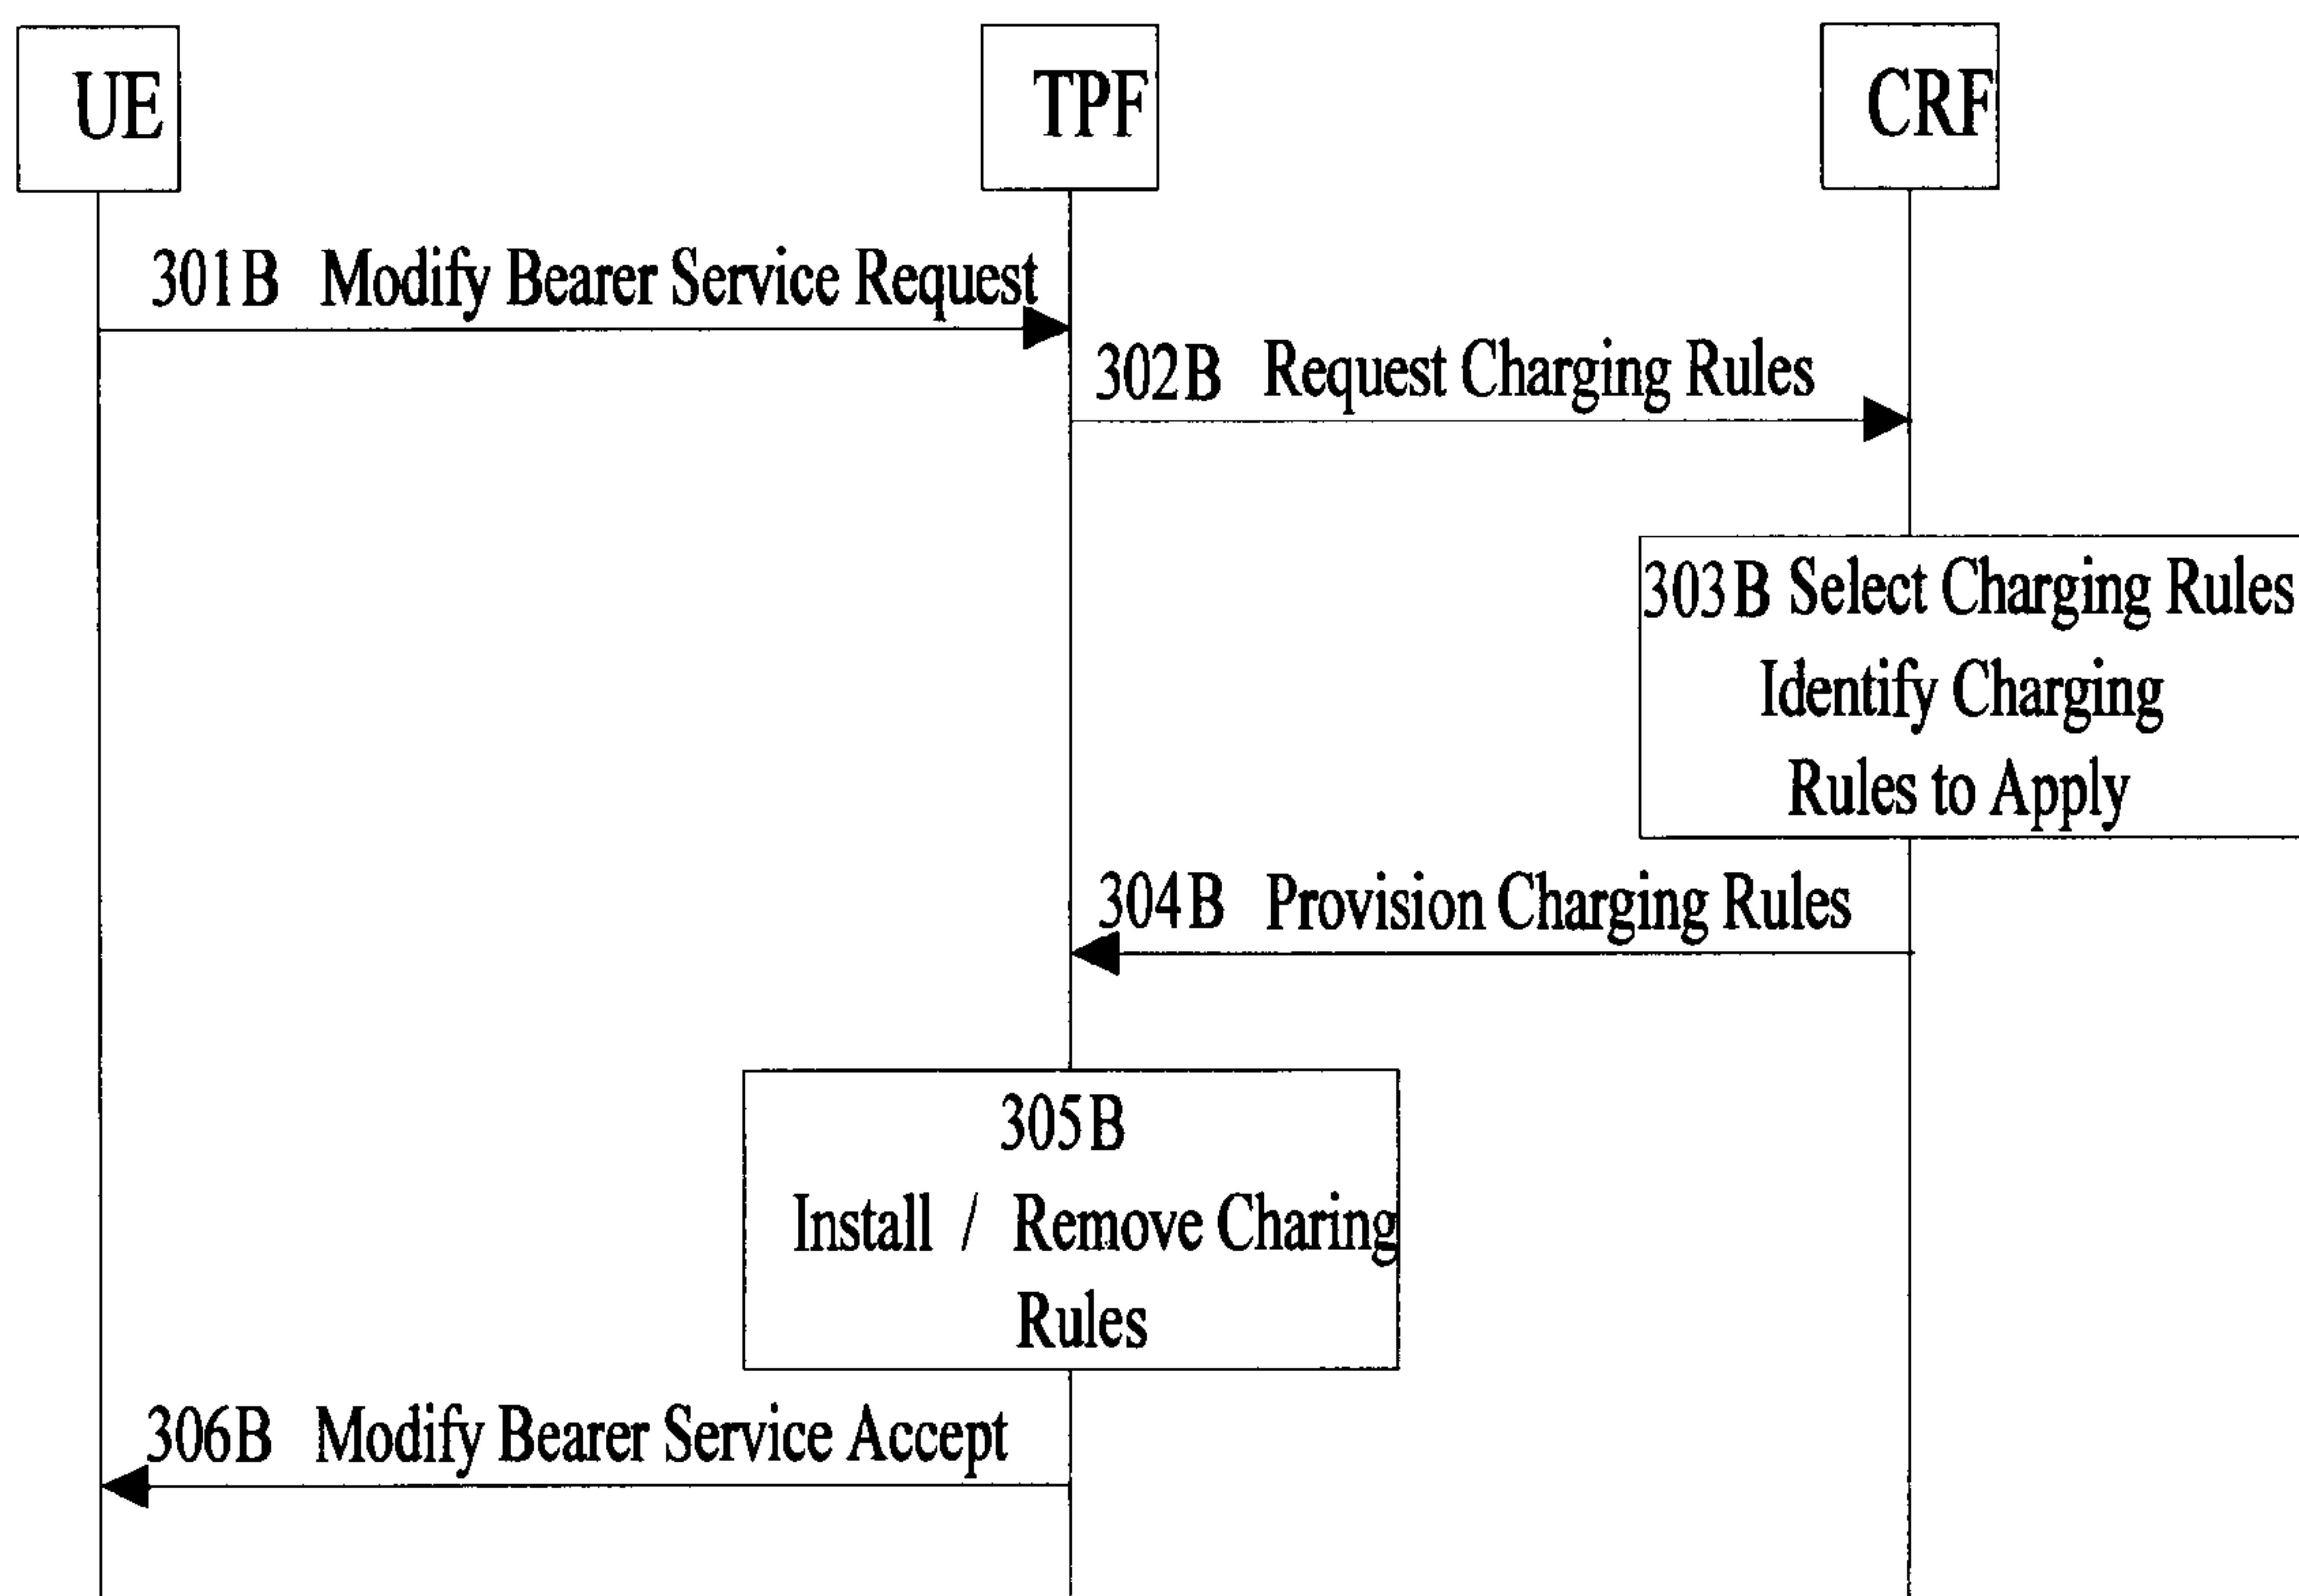 UE
TPF
CRF
301B Modify Bearer Service Request
302B Request Charging Rules
303B Select Charging Rules
Identify Charging
Rules to Apply
304B Provision Charging Rules
305B
Install / Remove Charing
Rules
306B Modify Bearer Service Accept